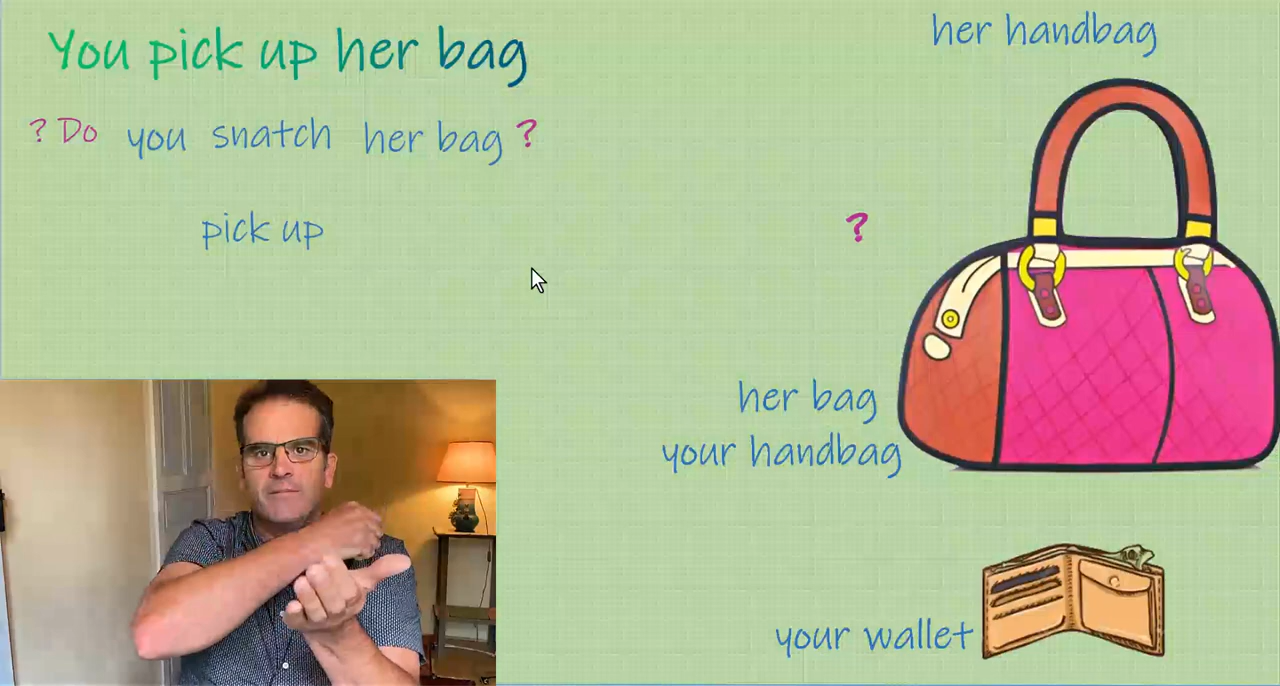 You pick up her bag
her handbag
? Do you snatch her bag ?
pick up
?
her bag
your handbag
your wallet